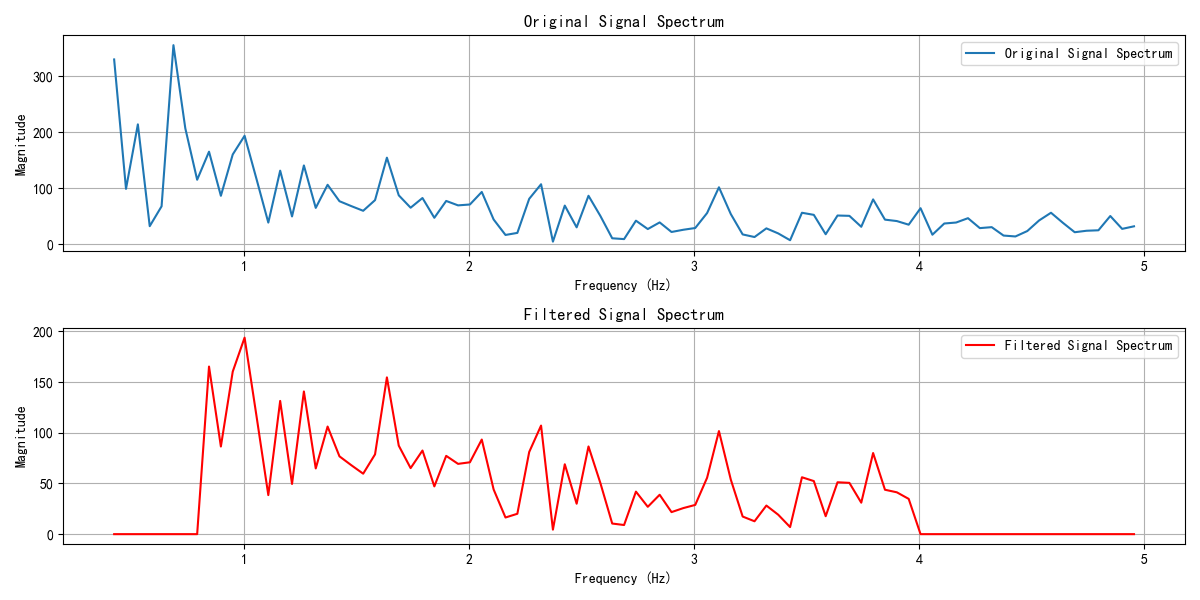 Original Signal Spectrum
Original Signal Spectrum
Magnitude
300
200
100
0
1 2 3 4 5
Frequency (Hz)
Filtered Signal Spectrum
Filtered Signal Spectrum
Magnitude
200
150
100
50
0
1 2 3 4 5
Frequency (Hz)